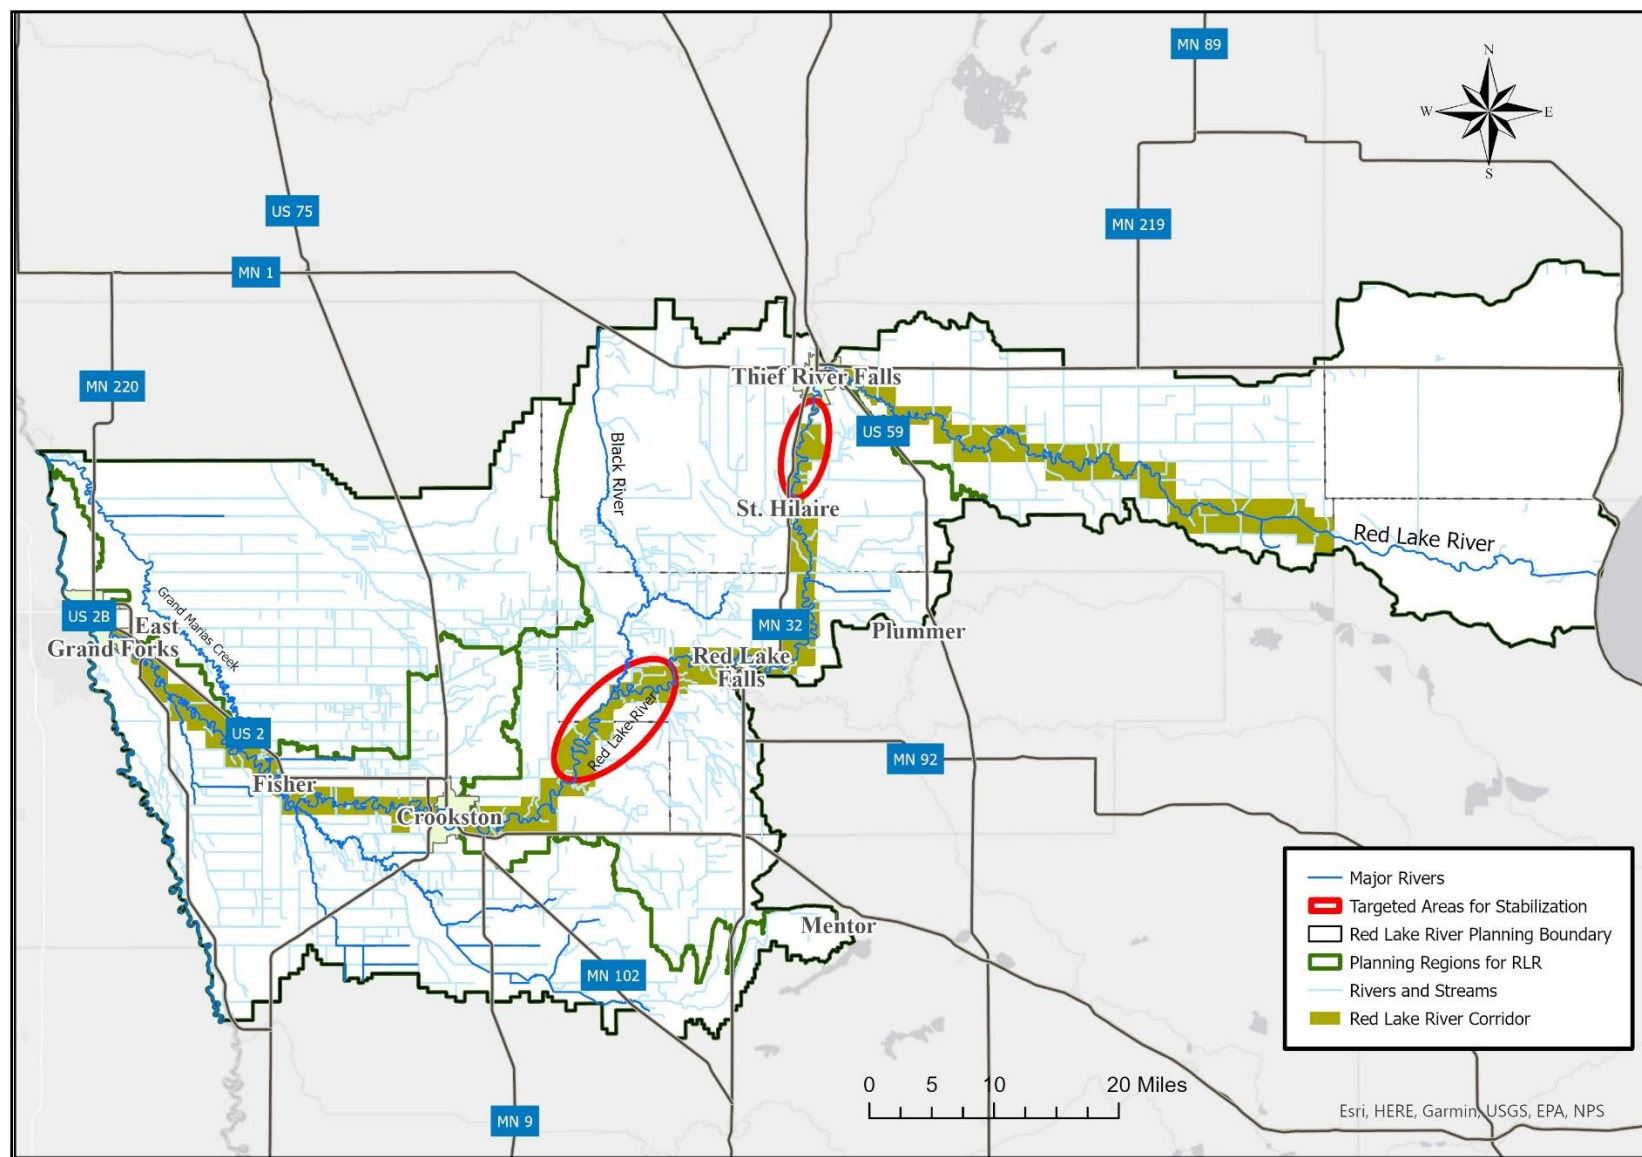 MN 89
N
W
E
S
US 75
MN 219
MN 1
MN 220
Thief River Falls
US 59
Black River
St. Hilaire
Red Lake River
Grand Marias Creek
US 2B
East
Grand Forks
MN 32
Plummer
Red Lake
Falls
Red Lake River
US 2
MN 92
Fisher
Crookston
Mentor
MN 102
MN 9
Major Rivers
Targeted Areas for Stabilization
Red Lake River Planning Boundary
Planning Regions for RLR
Rivers and Streams
Red Lake River Corridor
0 5 10 20 Miles
Esri, HERE, Garmin, USGS, EPA, NPS